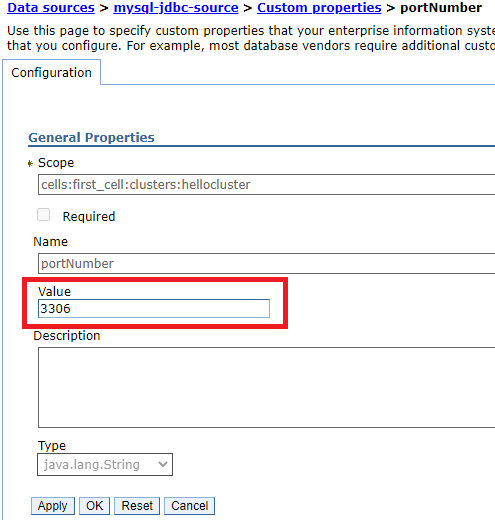 Data sources > mysql-jdbc-source > Custom properties > portNumber
Use this page to specify custom properties that your enterprise information syste
that you configure. For example, most database vendors require additional custo
Configuration
General Properties
* Scope
cells:first_cell:clusters:hellocluster
Required
Name
portNumber
Value
3306
Description
Type
java.lang.String
Apply OK Reset Cancel